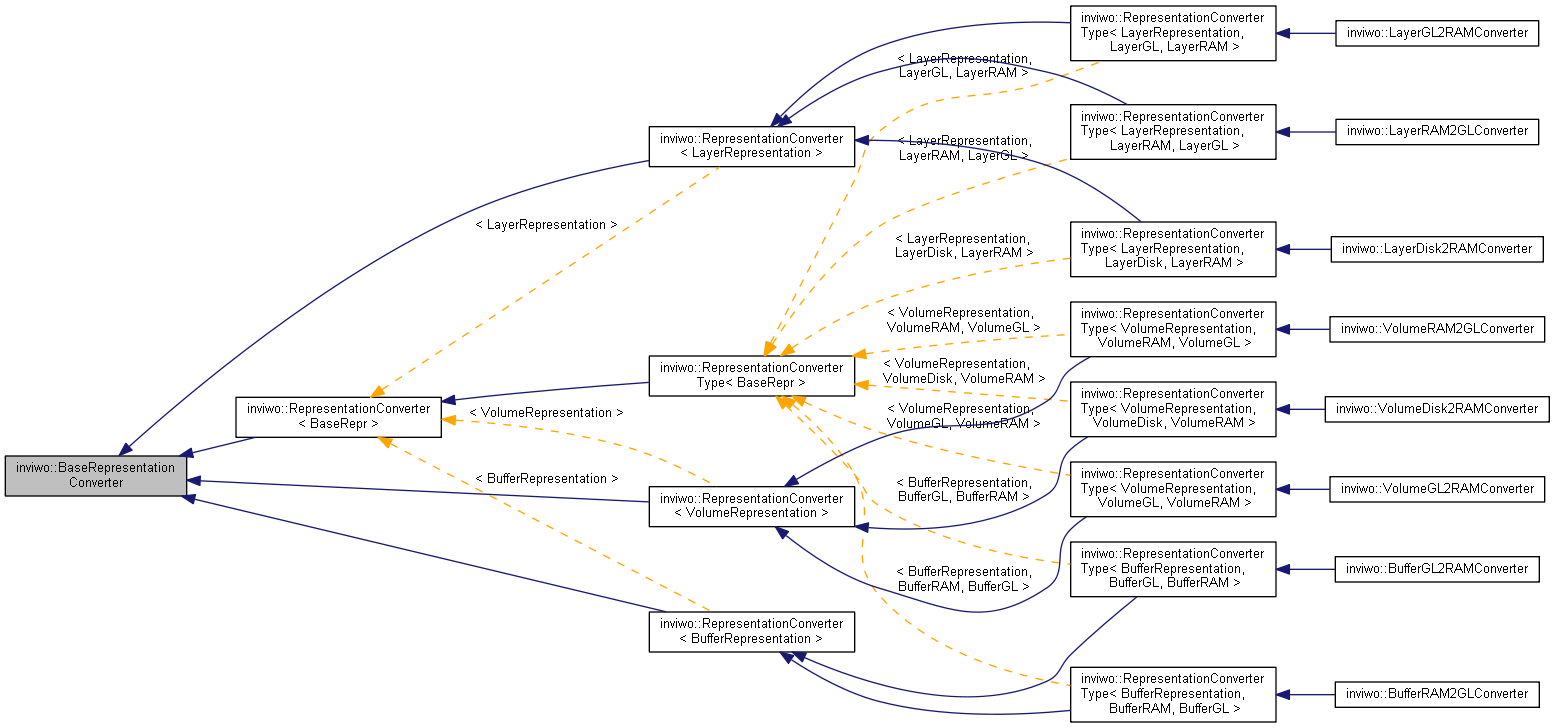 inviwo::BaseRepresentation
Converter
inviwo::RepresentationConverter
< BaseRepr >
< LayerRepresentation >
< VolumeRepresentation >
< BufferRepresentation >
inviwo::RepresentationConverter
< LayerRepresentation >
inviwo::RepresentationConverter
Type< BaseRepr >
inviwo::RepresentationConverter
< VolumeRepresentation >
inviwo::RepresentationConverter
< BufferRepresentation >
< LayerRepresentation,
LayerGL, LayerRAM >
< LayerRepresentation,
LayerRAM, LayerGL >
< LayerRepresentation,
LayerDisk, LayerRAM >
< VolumeRepresentation,
VolumeRAM, VolumeGL >
< VolumeRepresentation,
VolumeDisk, VolumeRAM >
< VolumeRepresentation,
VolumeGL, VolumeRAM >
< BufferRepresentation,
BufferGL, BufferRAM >
< BufferRepresentation,
BufferRAM, BufferGL >
inviwo::RepresentationConverter
Type< LayerRepresentation,
LayerGL, LayerRAM >
inviwo::RepresentationConverter
Type< LayerRepresentation,
LayerRAM, LayerGL >
inviwo::RepresentationConverter
Type< LayerRepresentation,
LayerDisk, LayerRAM >
inviwo::RepresentationConverter
Type< VolumeRepresentation,
VolumeRAM, VolumeGL >
inviwo::RepresentationConverter
Type< VolumeRepresentation,
VolumeDisk, VolumeRAM >
inviwo::RepresentationConverter
Type< VolumeRepresentation,
VolumeGL, VolumeRAM >
inviwo::RepresentationConverter
Type< BufferRepresentation,
BufferGL, BufferRAM >
inviwo::RepresentationConverter
Type< BufferRepresentation,
BufferRAM, BufferGL >
inviwo::LayerGL2RAMConverter
inviwo::LayerRAM2GLConverter
inviwo::LayerDisk2RAMConverter
inviwo::VolumeRAM2GLConverter
inviwo::VolumeDisk2RAMConverter
inviwo::VolumeGL2RAMConverter
inviwo::BufferGL2RAMConverter
inviwo::BufferRAM2GLConverter